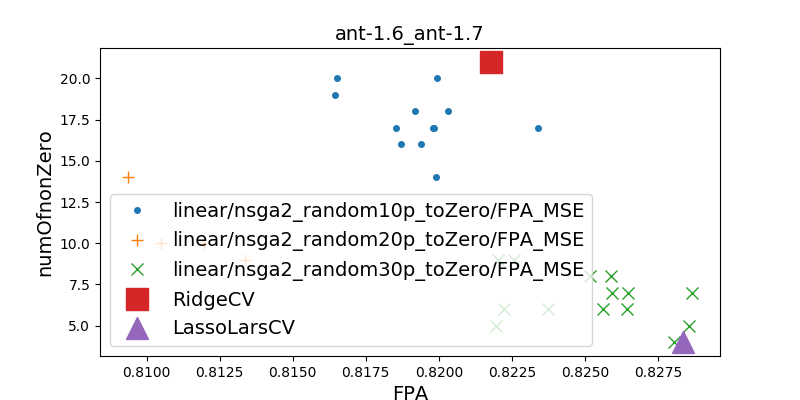 ant-1.6_ant-1.7
numOfnonZero
20.0
17.5
15.0
12.5
10.0
7.5
5.0
linear/nsga2_random10p_toZero/FPA_MSE
linear/nsga2_random20p_toZero/FPA_MSE
linear/nsga2_random30p_toZero/FPA_MSE
RidgeCV
LassoLarsCV
0.8100 0.8125 0.8150 0.8175 0.8200 0.8225 0.8250 0.8275
FPA